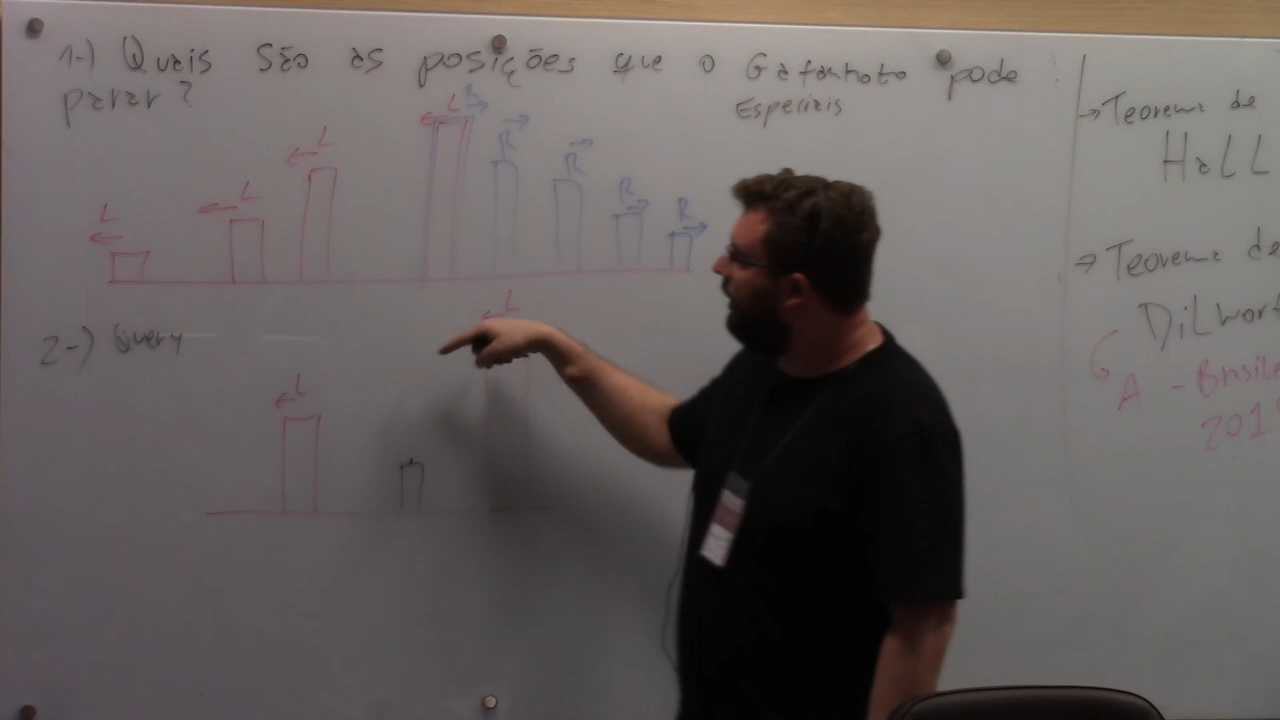 1-) Quais são as posições que o Gafanhoto pode
parar?
Especiais
L
L
L
L R
R
R
R
R
2-) Query
L
L
→ Teorema de
HALL
→ Teorema de
A - Brasile
201